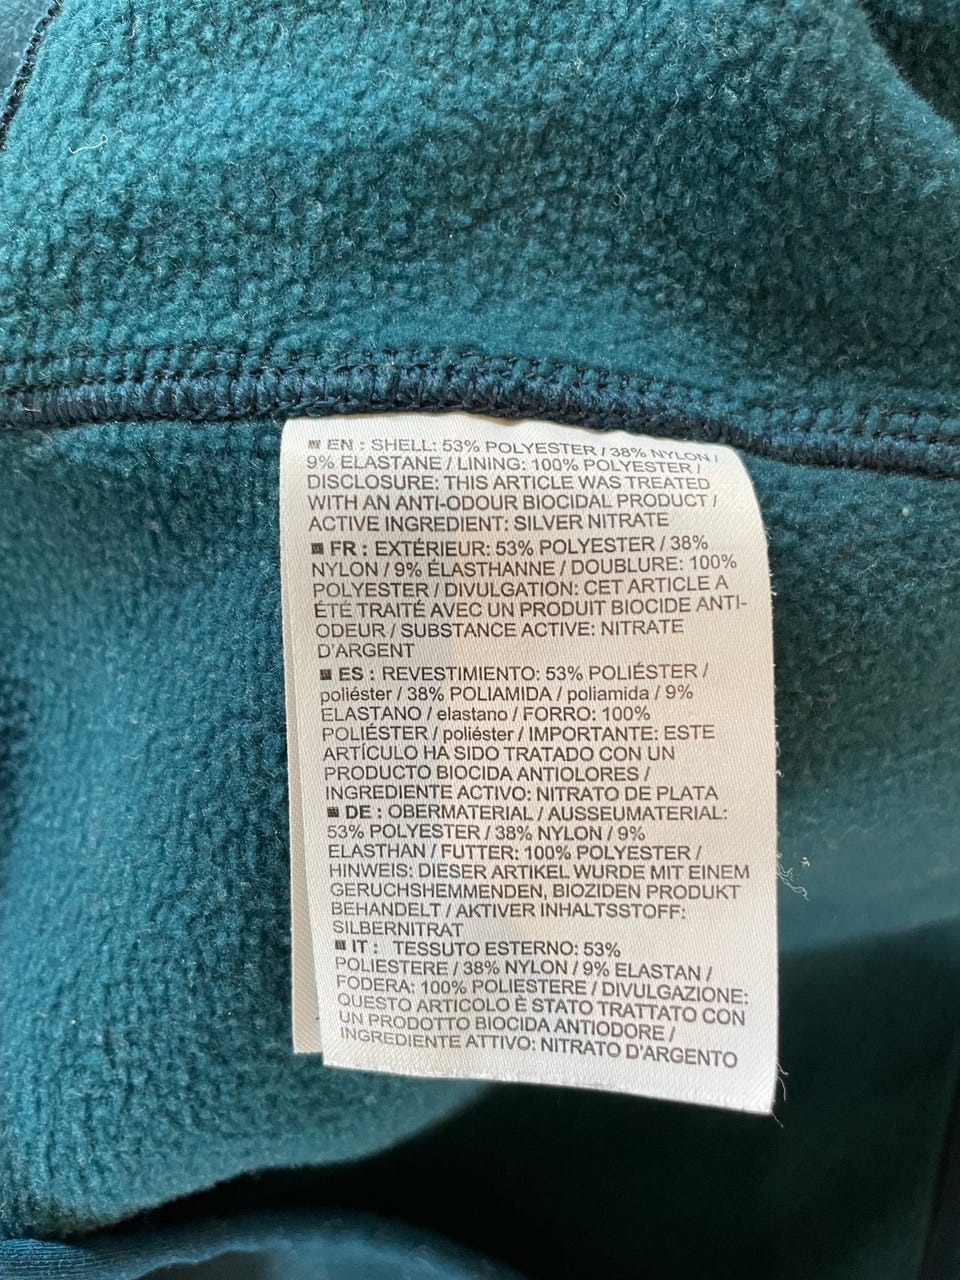 EN : SHELL: 53% POLYESTER / 38% NYLON /
9% ELASTANE / LINING: 100% POLYESTER /
DISCLOSURE: THIS ARTICLE WAS TREATED
WITH AN ANTI-ODOUR BIOCIDAL PRODUCT /
ACTIVE INGREDIENT: SILVER NITRATE
FR : EXTÉRIEUR: 53% POLYESTER / 38%
NYLON / 9% ÉLASTHANNE / DOUBLURE: 100%
POLYESTER / DIVULGATION: CET ARTICLE A
ÉTÉ TRAITÉ AVEC UN PRODUIT BIOCIDE ANTI-
ODEUR / SUBSTANCE ACTIVE: NITRATE
D'ARGENT
ES : REVESTIMIENTO: 53% POLIÉSTER /
poliéster / 38% POLIAMIDA / poliamida / 9%
ELASTANO / elastano / FORRO: 100%
POLIÉSTER / poliéster / IMPORTANTE: ESTE
ARTÍCULO HA SIDO TRATADO CON UN
PRODUCTO BIOCIDA ANTIOLORES /
INGREDIENTE ACTIVO: NITRATO DE PLATA
DE : OBERMATERIAL / AUSSEUMATERIAL:
53% POLYESTER / 38% NYLON / 9%
ELASTHAN / FUTTER: 100% POLYESTER /
HINWEIS: DIESER ARTIKEL WURDE MIT EINEM
GERUCHSHEMMENDEN, BIOZIDEN PRODUKT
BEHANDELT / AKTIVER INHALTSSTOFF:
SILBERNITRAT
IT : TESSUTO ESTERNO: 53%
POLIESTERE / 38% NYLON / 9% ELASTAN /
FODERA: 100% POLIESTERE / DIVULGAZIONE:
QUESTO ARTICOLO È STATO TRATTATO CON
UN PRODOTTO BIOCIDA ANTIODORE /
INGREDIENTE ATTIVO: NITRATO D'ARGENTO